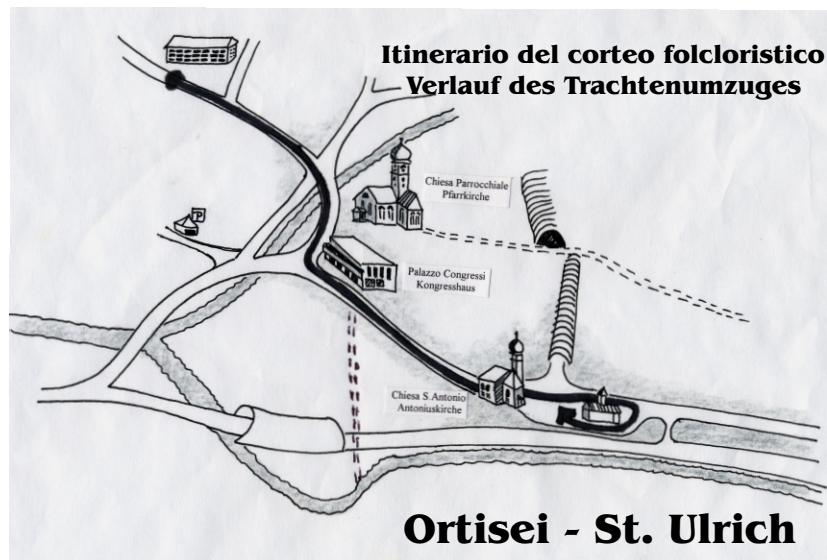 Itinerario del corteo folcloristico
Verlauf des Trachtenumzuges
P
Chiesa Parrocchiale
Pfarrkirche
Palazzo Congressi
Kongresshaus
Chiesa S.Antonio
Antoniuskirche
Ortisei - St. Ulrich